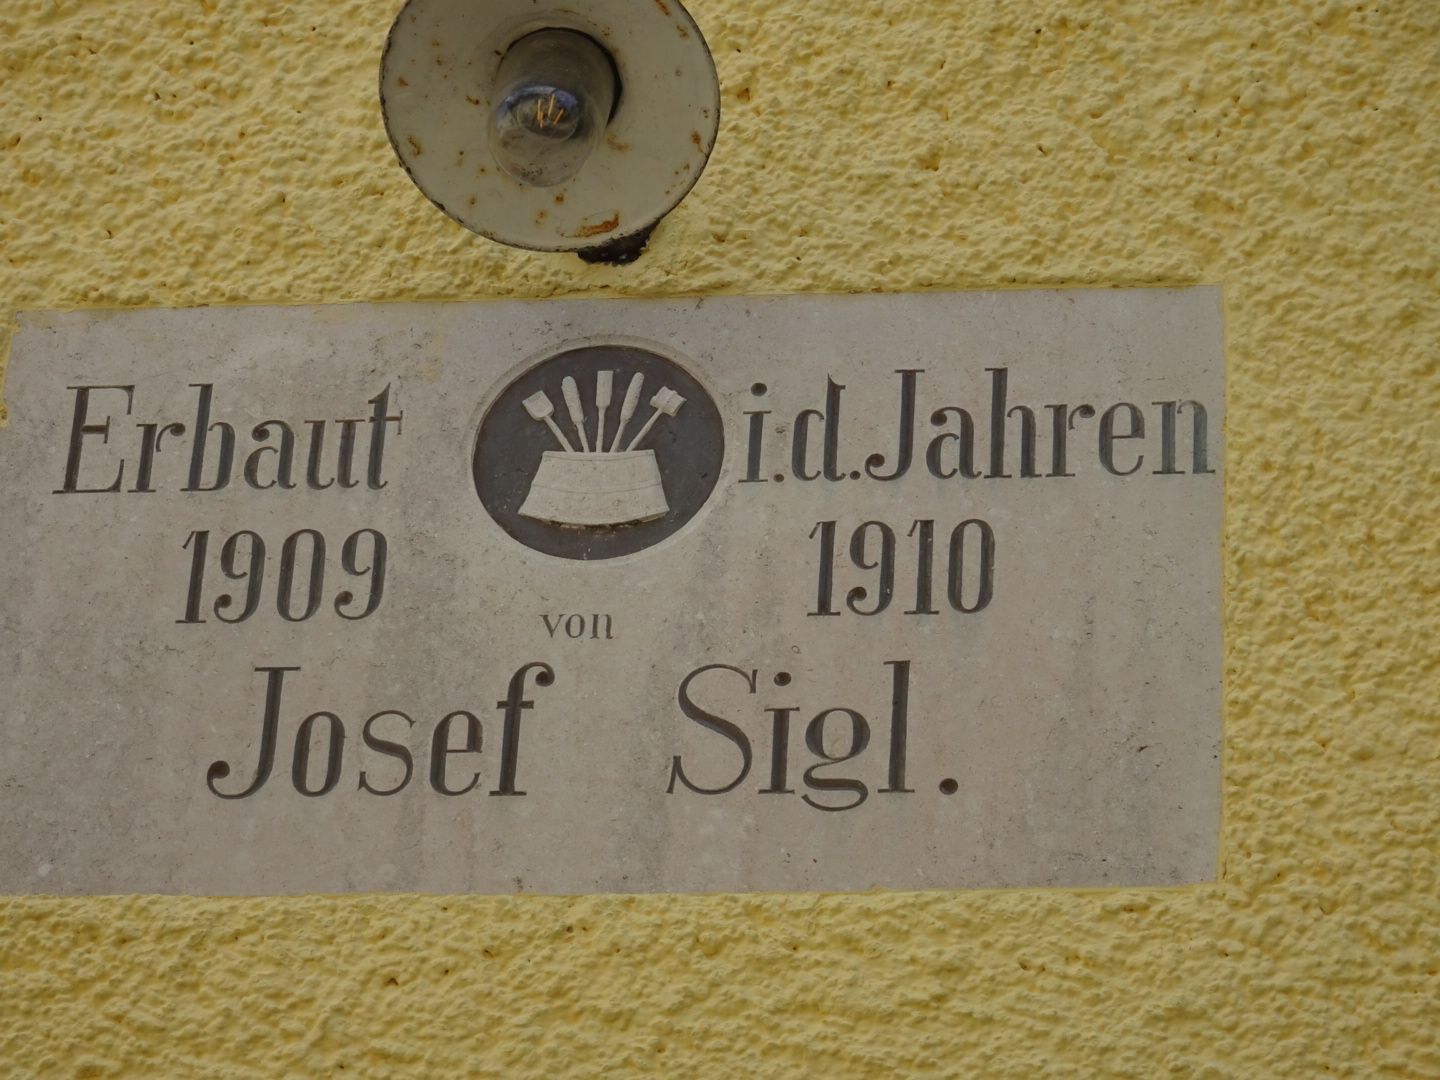 Erbaut i.d. Jahren
1909 1910
von
Josef Sigl.